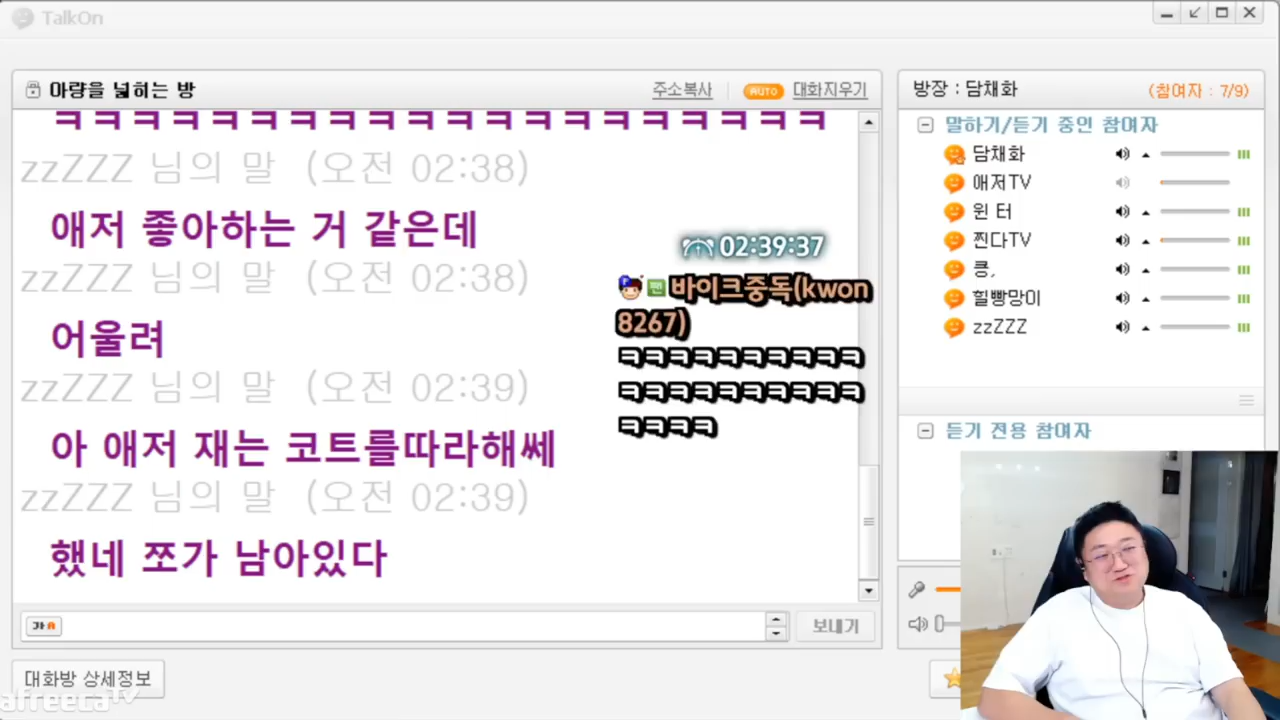 TalkOn
아량을 넓히는 방
주소복사
AUTO 대화지우기
ㅋㅋㅋㅋㅋㅋㅋㅋㅋㅋㅋㅋㅋㅋㅋㅋㅋㅋㅋㅋ
zzZZZ 님의 말 (오전 02:38)
애저 좋아하는 거 같은데
zzZZZ 님의 말 (오전 02:38)
어울려
zzZZZ 님의 말 (오전 02:39)
아 애저 재는 코트를따라해쎄
zzZZZ 님의 말 (오전 02:39)
했네 쪼가 남아있다
02:39:37
팬 바이크중독(kwon
8267)
ㅋㅋㅋㅋㅋㅋㅋㅋㅋㅋ
ㅋㅋㅋㅋㅋㅋㅋㅋㅋㅋ
ㅋㅋㅋㅋ
가
보내기
대화방 상세정보
afreecaTV
방장 : 담채화
(참여자 : 7/9)
말하기/듣기 중인 참여자
담채화
애저TV
윈 터
찐다TV
킁,
힐빵망이
zzZZZ
듣기 전용 참여자